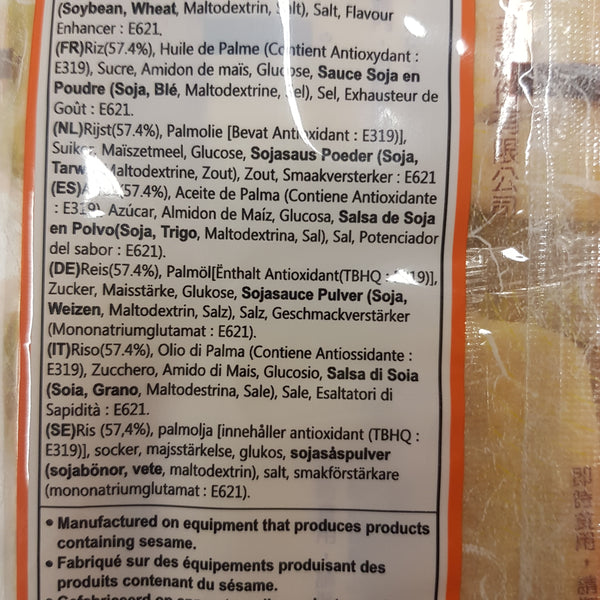 (Soybean, Wheat, Maltodextrin, Salt), Salt, Flavour
Enhancer : E621.
(FR)Riz(57.4%), Huile de Palme (Contient Antioxydant :
E319), Sucre, Amidon de maïs, Glucose, Sauce Soja en
Poudre (Soja, Blé, Maltodextrine, Sel), Sel, Exhausteur de
Goût : E621.
(NL)Rijst(57.4%), Palmolie [Bevat Antioxidant : E319)],
Suiker, Maïszetmeel, Glucose, Sojasaus Poeder (Soja,
Tarwe, Maltodextrine, Zout), Zout, Smaakversterker : E621
(ES)Arroz(57.4%), Aceite de Palma (Contiene Antioxidante
: E319), Azúcar, Almidon de Maíz, Glucosa, Salsa de Soja
en Polvo(Soja, Trigo, Maltodextrina, Sal), Sal, Potenciador
del sabor : E621).
(DE)Reis(57.4%), Palmöl[Ënthalt Antioxidant(TBHQ : E319)],
Zucker, Maisstärke, Glukose, Sojasauce Pulver (Soja,
Weizen, Maltodextrin, Salz), Salz, Geschmackverstärker
(Mononatriumglutamat : E621).
(IT)Riso(57.4%), Olio di Palma (Contiene Antiossidante :
E319), Zucchero, Amido di Mais, Glucosio, Salsa di Soia
(Soia, Grano, Maltodestrina, Sale), Sale, Esaltatori di
Sapidità : E621.
(SE)Ris (57,4%), palmolja [innehåller antioxidant (TBHQ :
E319)], socker, majsstärkelse, glukos, sojasåspulver
(sojabönor, vete, maltodextrin), salt, smakförstärkare
(mononatriumglutamat : E621).
• Manufactured on equipment that produces products
containing sesame.
• Fabriqué sur des équipements produisant des
produits contenant du sésame.